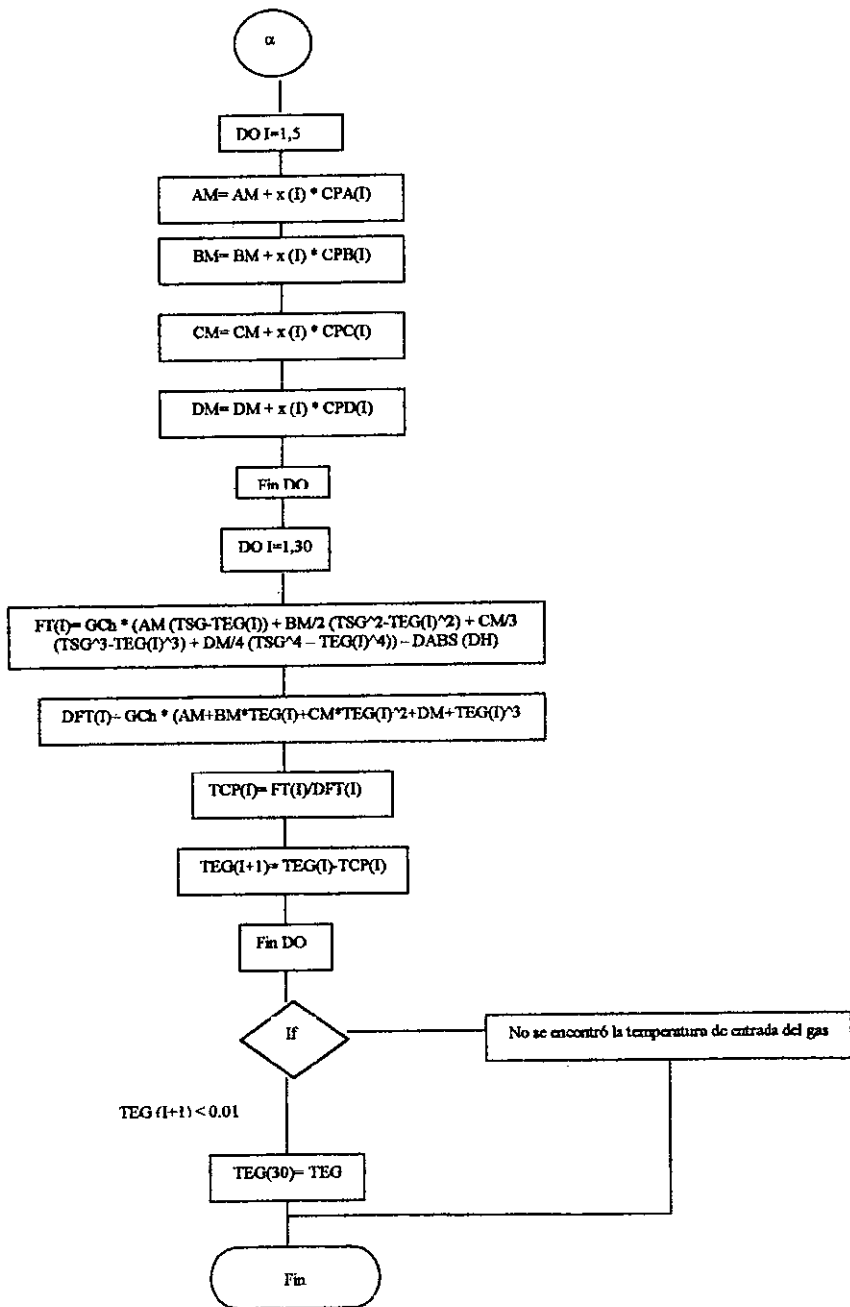 α
DO I=1,5
AM= AM + x (I) * CPA(I)
BM= BM + x (I) * CPB(I)
CM= CM + x (I) * CPC(I)
DM= DM + x (I) * CPD(I)
Fin DO
DO I=1,30
FT(I)= GCh * (AM (TSG-TEG(I)) + BM/2 (TSG^2-TEG(I)^2) + CM/3
(TSG^3-TEG(I)^3) + DM/4 (TSG^4 – TEG(I)^4)) – DABS (DH)
DFT(I)– GCh * (AM+BM*TEG(I)+CM*TEG(I)^2+DM+TEG(I)^3
TCP(I)= FT(I)/DFT(I)
TEG(I+1)= TEG(I)-TCP(I)
Fin DO
If
No se encontró la temperatura de entrada del gas
TEG (I+1) < 0.01
TEG(30)= TEG
Fin